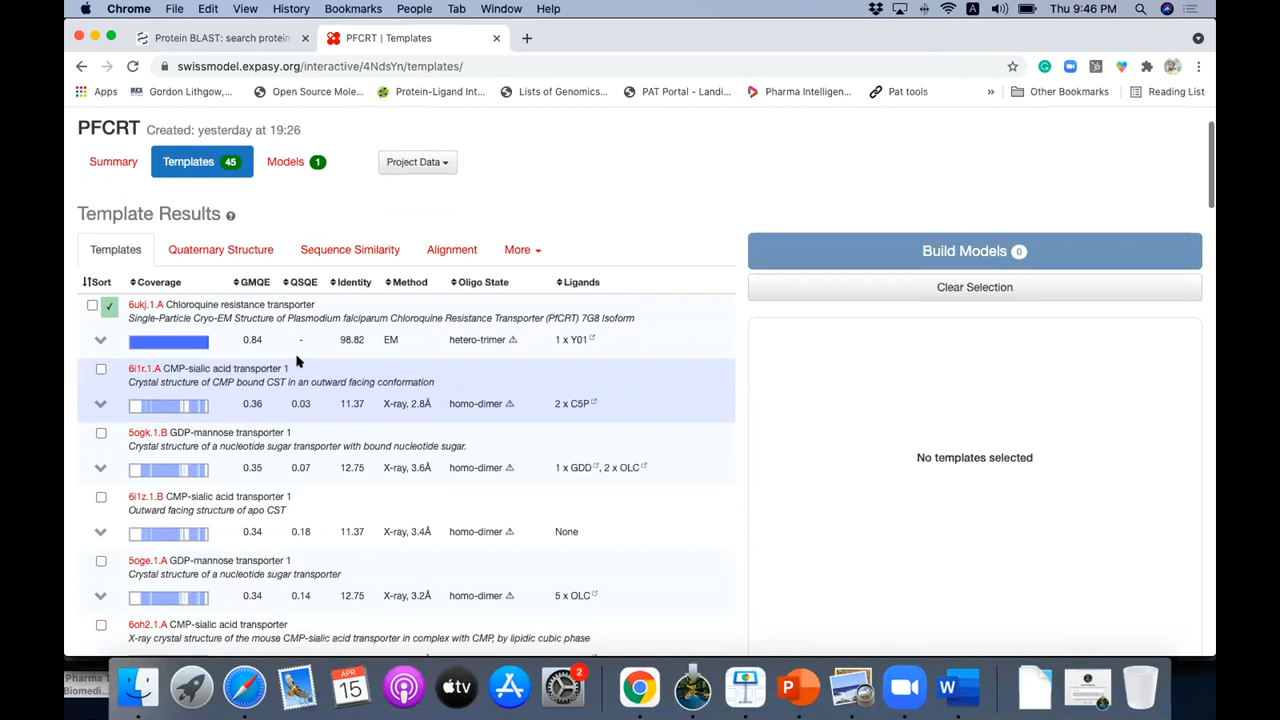 Chrome File Edit View History Bookmarks People Tab Window Help A Thu 9:46 PM
Protein BLAST: search protein PFCRT | Templates
swissmodel.expasy.org/interactive/4NdsYn/templates/
Apps Gordon Lithgow,... Open Source Mole... Protein-Ligand Int... Lists of Genomics... PAT Portal - Landi... Pharma Intelligen... Pat tools » Other Bookmarks Reading List
PFCRT Created: yesterday at 19:26
Summary Templates 45 Models 1 Project Data
Template Results
Templates Quaternary Structure Sequence Similarity Alignment More
Build Models 0
Sort Coverage GMQE QSQE Identity Method Oligo State Ligands
Clear Selection
6ukj.1.A Chloroquine resistance transporter
Single-Particle Cryo-EM Structure of Plasmodium falciparum Chloroquine Resistance Transporter (PfCRT) 7G8 Isoform
0.84 - 98.82 EM hetero-trimer 1 x Y01
6i1r.1.A CMP-sialic acid transporter 1
Crystal structure of CMP bound CST in an outward facing conformation
0.36 0.03 11.37 X-ray, 2.8Å homo-dimer 2 x C5P
5ogk.1.B GDP-mannose transporter 1
Crystal structure of a nucleotide sugar transporter with bound nucleotide sugar.
No templates selected
0.35 0.07 12.75 X-ray, 3.6Å homo-dimer 1 x GDD, 2 x OLC
6i1z.1.B CMP-sialic acid transporter 1
Outward facing structure of apo CST
0.34 0.18 11.37 X-ray, 3.4Å homo-dimer None
5oge.1.A GDP-mannose transporter 1
Crystal structure of a nucleotide sugar transporter
0.34 0.14 12.75 X-ray, 3.2Å homo-dimer 5 x OLC
6oh2.1.A CMP-sialic acid transporter
X-ray crystal structure of the mouse CMP-sialic acid transporter in complex with CMP, by lipidic cubic phase
Pharma
Biomedi
APR
15
tv
2
P
W